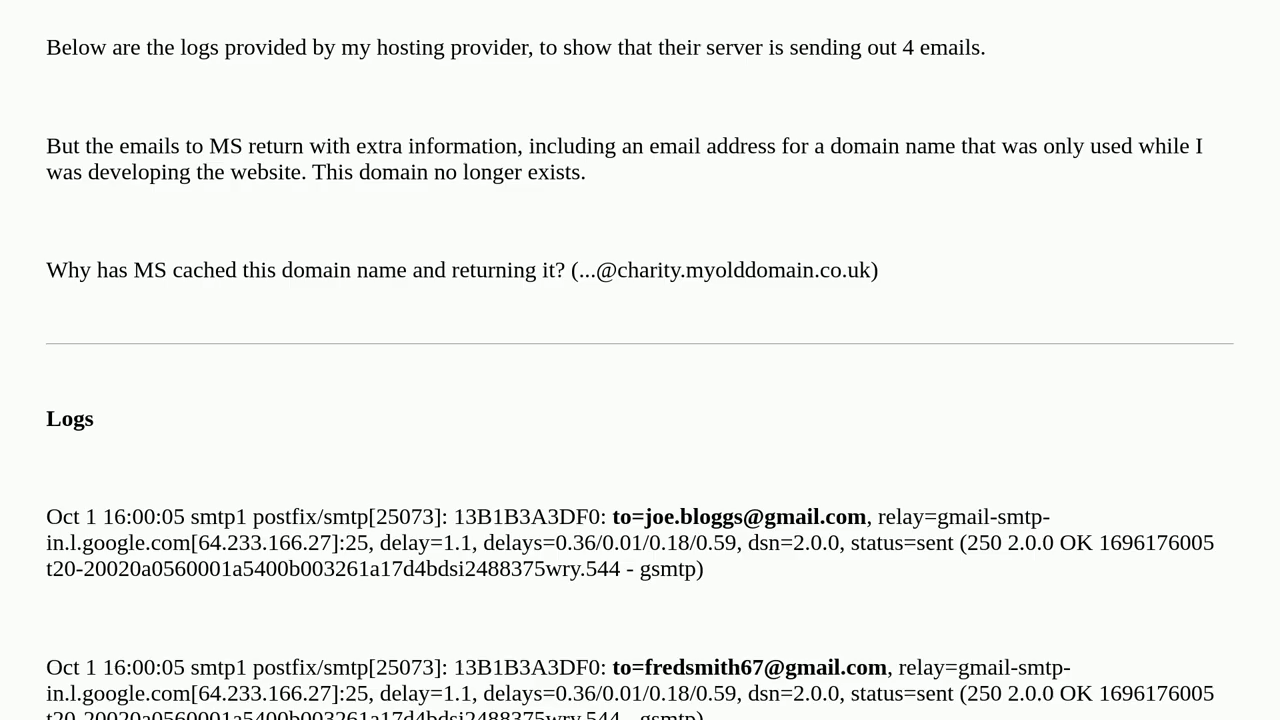 Below are the logs provided by my hosting provider, to show that their server is sending out 4 emails.
But the emails to MS return with extra information, including an email address for a domain name that was only used while I
was developing the website. This domain no longer exists.
Why has MS cached this domain name and returning it? (...@charity.myolddomain.co.uk)
Logs
Oct 1 16:00:05 smtp1 postfix/smtp[25073]: 13B1B3A3DF0: to=joe.bloggs@gmail.com, relay=gmail-smtp-
in.l.google.com[64.233.166.27]:25, delay=1.1, delays=0.36/0.01/0.18/0.59, dsn=2.0.0, status=sent (250 2.0.0 OK 1696176005
t20-20020a0560001a5400b003261a17d4bdsi2488375wry.544 - gsmtp)
Oct 1 16:00:05 smtp1 postfix/smtp[25073]: 13B1B3A3DF0: to=fredsmith67@gmail.com, relay=gmail-smtp-
in.l.google.com[64.233.166.27]:25, delay=1.1, delays=0.36/0.01/0.18/0.59, dsn=2.0.0, status=sent (250 2.0.0 OK 1696176005
t20-20020a0560001a5400b003261a17d4bdsi2488375wry.544 - gsmtp)